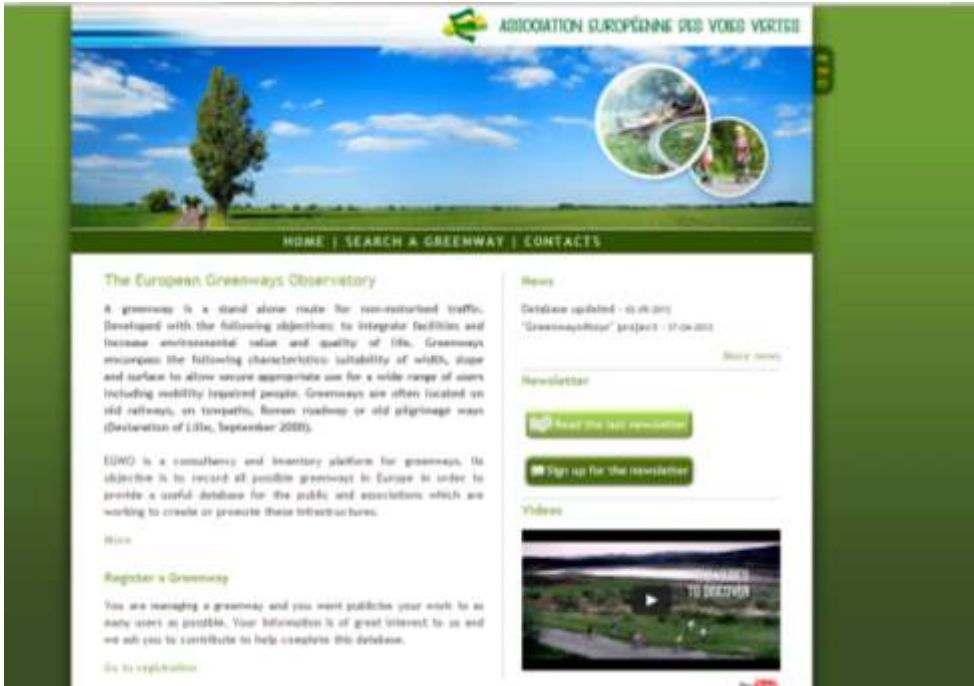 ASSOCIATION EUROPÉENNE DES VOIES VERTES
HOME | SEARCH A GREENWAY | CONTACTS
The European Greenways Observatory
A greenway is a stand alone route for non-motorised traffic.
Developed with the following objectives: to integrate facilities and
increase environmental value and quality of life. Greenways
encompass the following characteristics: suitability of width, slope
and surface to allow secure appropriate use for a wide range of users
including mobility impaired people. Greenways are often located on
old railways, on towpaths, Roman roadway or old pilgrimage ways
(Declaration of Lille, September 2000).
EGWO is a consultancy and inventory platform for greenways. Its
objective is to record all possible greenways in Europe in order to
provide a useful database for the public and associations which are
working to create or promote these infrastructures.
More
Register a Greenway
You are managing a greenway and you want publicise your work to as
many users as possible. Your information is of great interest to us and
we ask you to contribute to help complete this database.
Go to registration
News
Database updated -
"Greenways4tour" project -
More news
Newsletter
Read the last newsletter
Sign up for the newsletter
Videos
TO DISCOVER